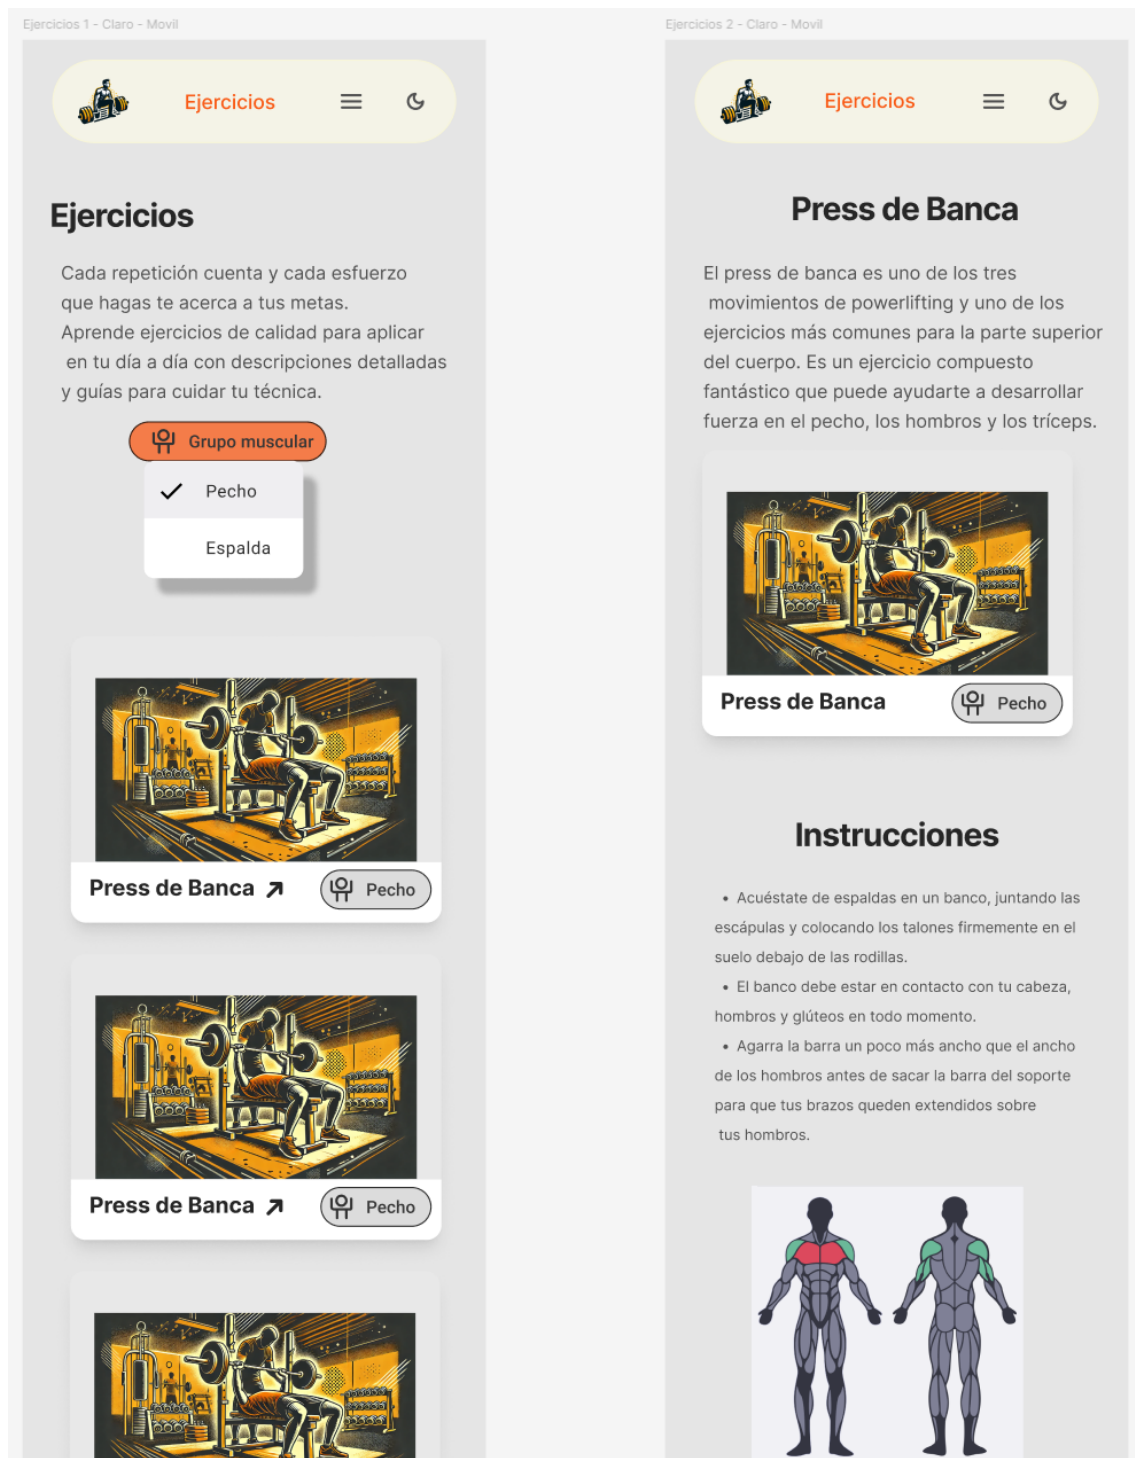 Ejercicios 1 - Claro - Movil
Ejercicios
Ejercicios
Cada repetición cuenta y cada esfuerzo
que hagas te acerca a tus metas.
Aprende ejercicios de calidad para aplicar
en tu día a día con descripciones detalladas
y guías para cuidar tu técnica.
Grupo muscular
Pecho
Espalda
Press de Banca
Pecho
Press de Banca
Pecho
Ejercicios 2 - Claro - Movil
Ejercicios
Press de Banca
El press de banca es uno de los tres
movimientos de powerlifting y uno de los
ejercicios más comunes para la parte superior
del cuerpo. Es un ejercicio compuesto
fantástico que puede ayudarte a desarrollar
fuerza en el pecho, los hombros y los tríceps.
Press de Banca
Pecho
Instrucciones
• Acuéstate de espaldas en un banco, juntando las
escápulas y colocando los talones firmemente en el
suelo debajo de las rodillas.
• El banco debe estar en contacto con tu cabeza,
hombros y glúteos en todo momento.
• Agarra la barra un poco más ancho que el ancho
de los hombros antes de sacar la barra del soporte
para que tus brazos queden extendidos sobre
tus hombros.